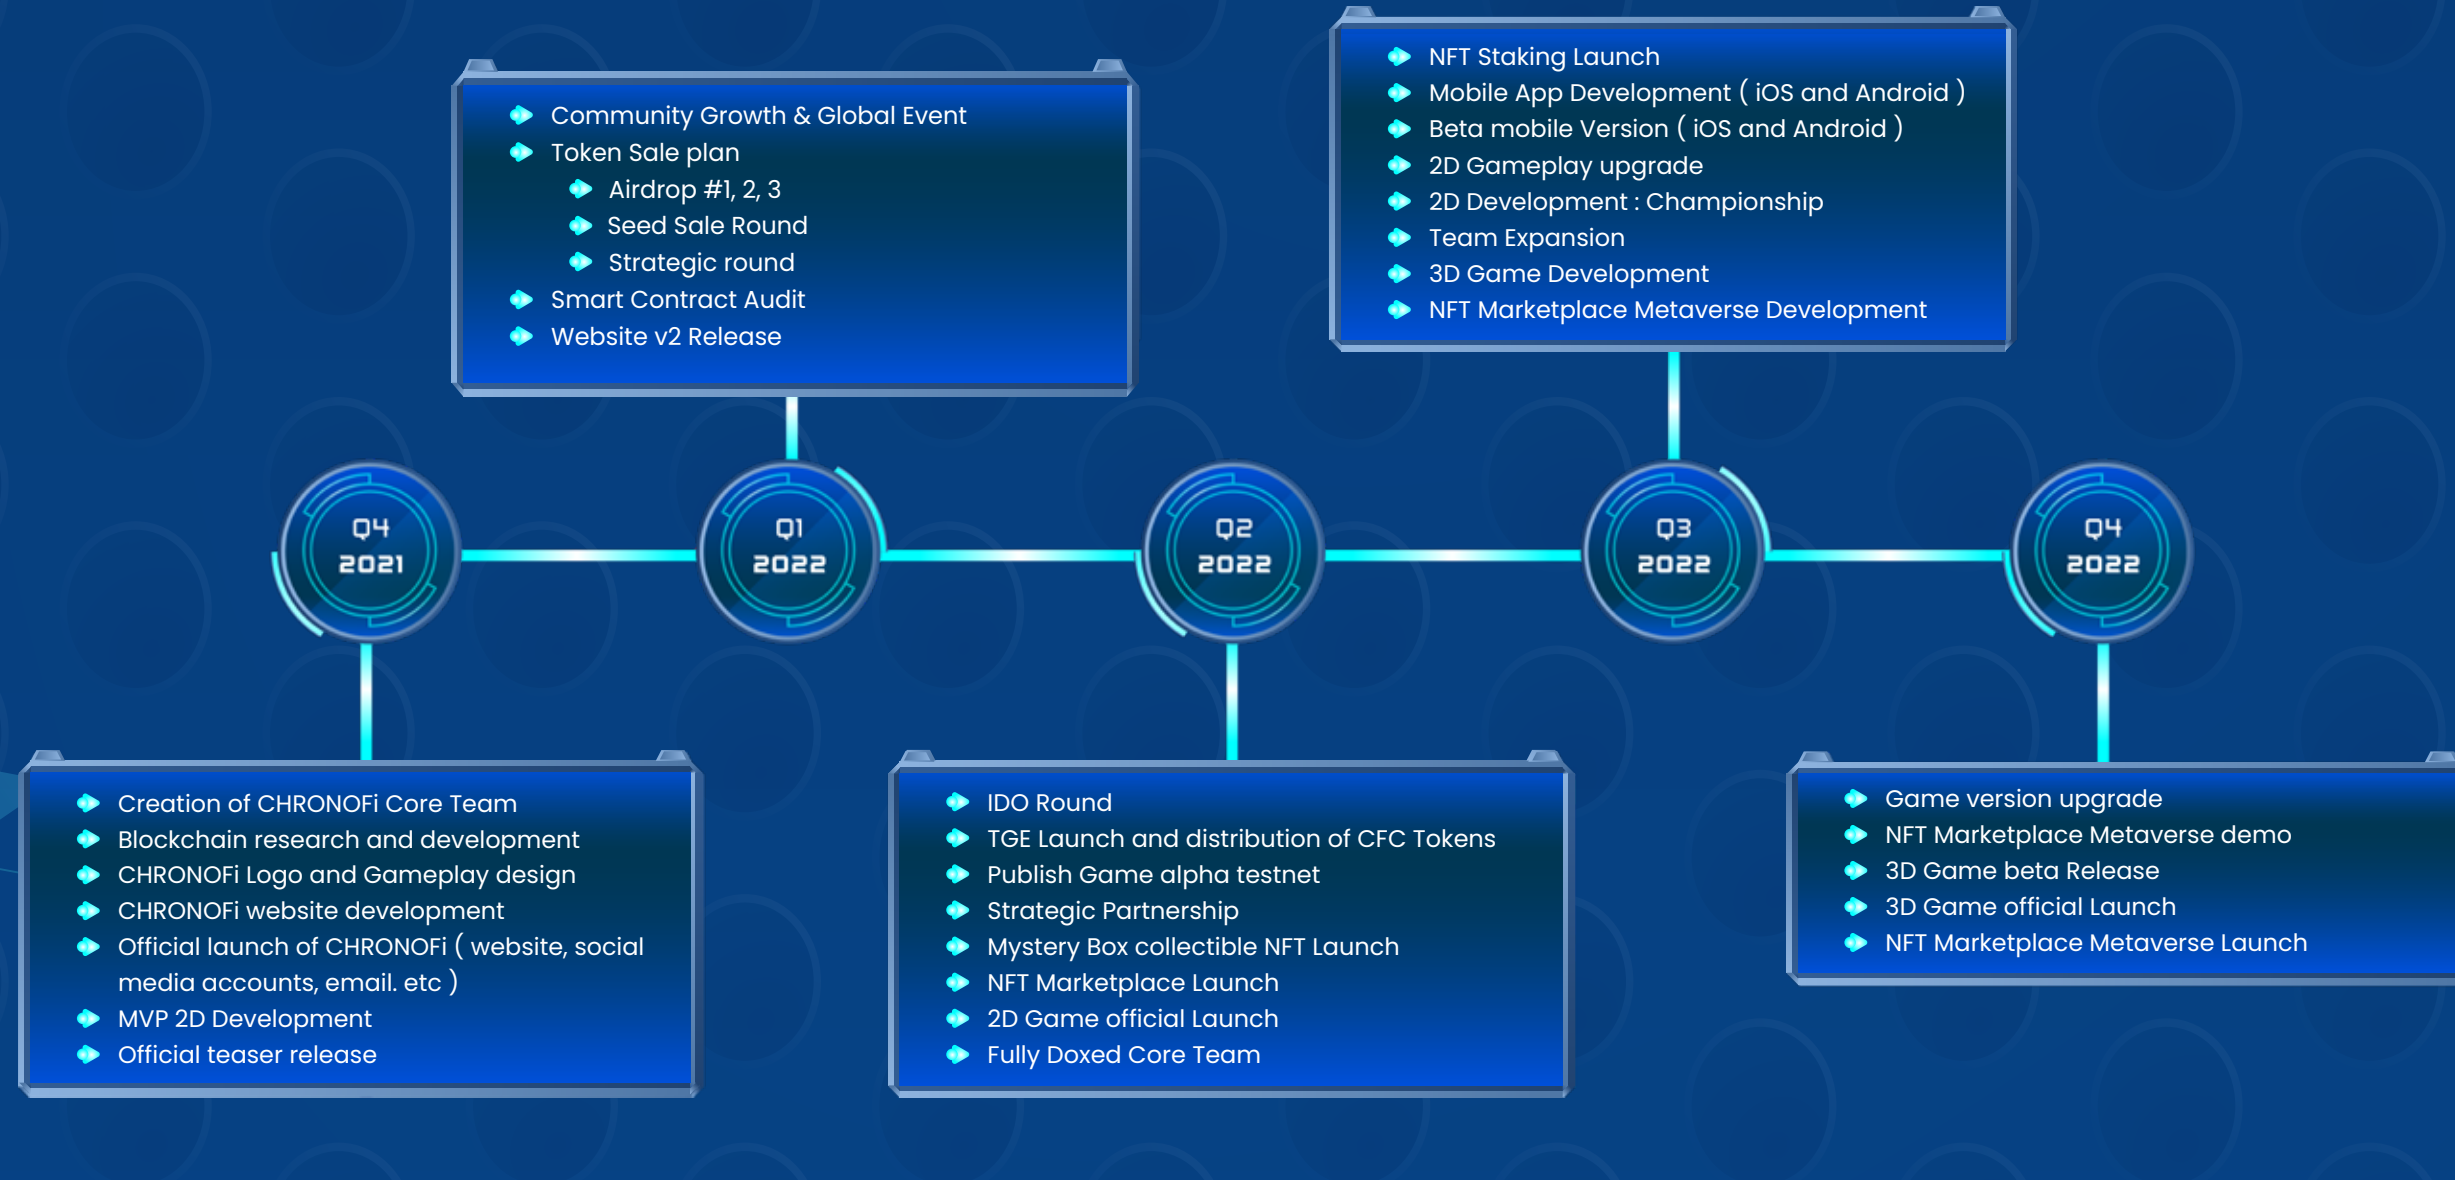 Q4
2021
Creation of CHRONOFi Core Team
Blockchain research and development
CHRONOFi Logo and Gameplay design
CHRONOFi website development
Official launch of CHRONOFi ( website, social
media accounts, email. etc )
MVP 2D Development
Official teaser release
Q1
2022
Community Growth & Global Event
Token Sale plan
Airdrop #1, 2, 3
Seed Sale Round
Strategic round
Smart Contract Audit
Website v2 Release
Q2
2022
IDO Round
TGE Launch and distribution of CFC Tokens
Publish Game alpha testnet
Strategic Partnership
Mystery Box collectible NFT Launch
NFT Marketplace Launch
2D Game official Launch
Fully Doxed Core Team
Q3
2022
NFT Staking Launch
Mobile App Development ( iOS and Android )
Beta mobile Version ( iOS and Android )
2D Gameplay upgrade
2D Development : Championship
Team Expansion
3D Game Development
NFT Marketplace Metaverse Development
Q4
2022
Game version upgrade
NFT Marketplace Metaverse demo
3D Game beta Release
3D Game official Launch
NFT Marketplace Metaverse Launch